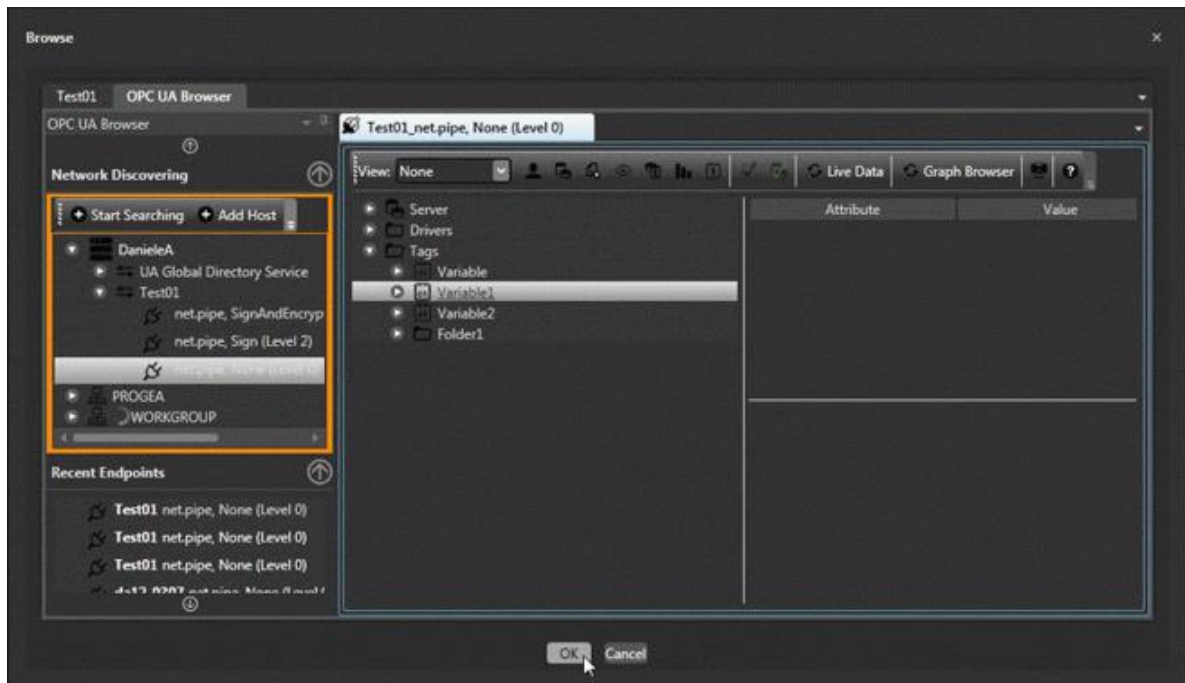 Browse
Test01 OPC UA Browser
OPC UA Browser
Test01_net.pipe, None (Level 0)
Network Discovering
View: None Live Data Graph Browser ?
Start Searching Add Host
Server
Drivers
Tags
Variable
Variable1
Variable2
Folder1
Attribute Value
DanieleA
UA Global Directory Service
Test01
net.pipe, SignAndEncryp
net.pipe, Sign (Level 2)
PROGEA
WORKGROUP
Recent Endpoints
Test01 net.pipe, None (Level 0)
Test01 net.pipe, None (Level 0)
Test01 net.pipe, None (Level 0)
OK Cancel